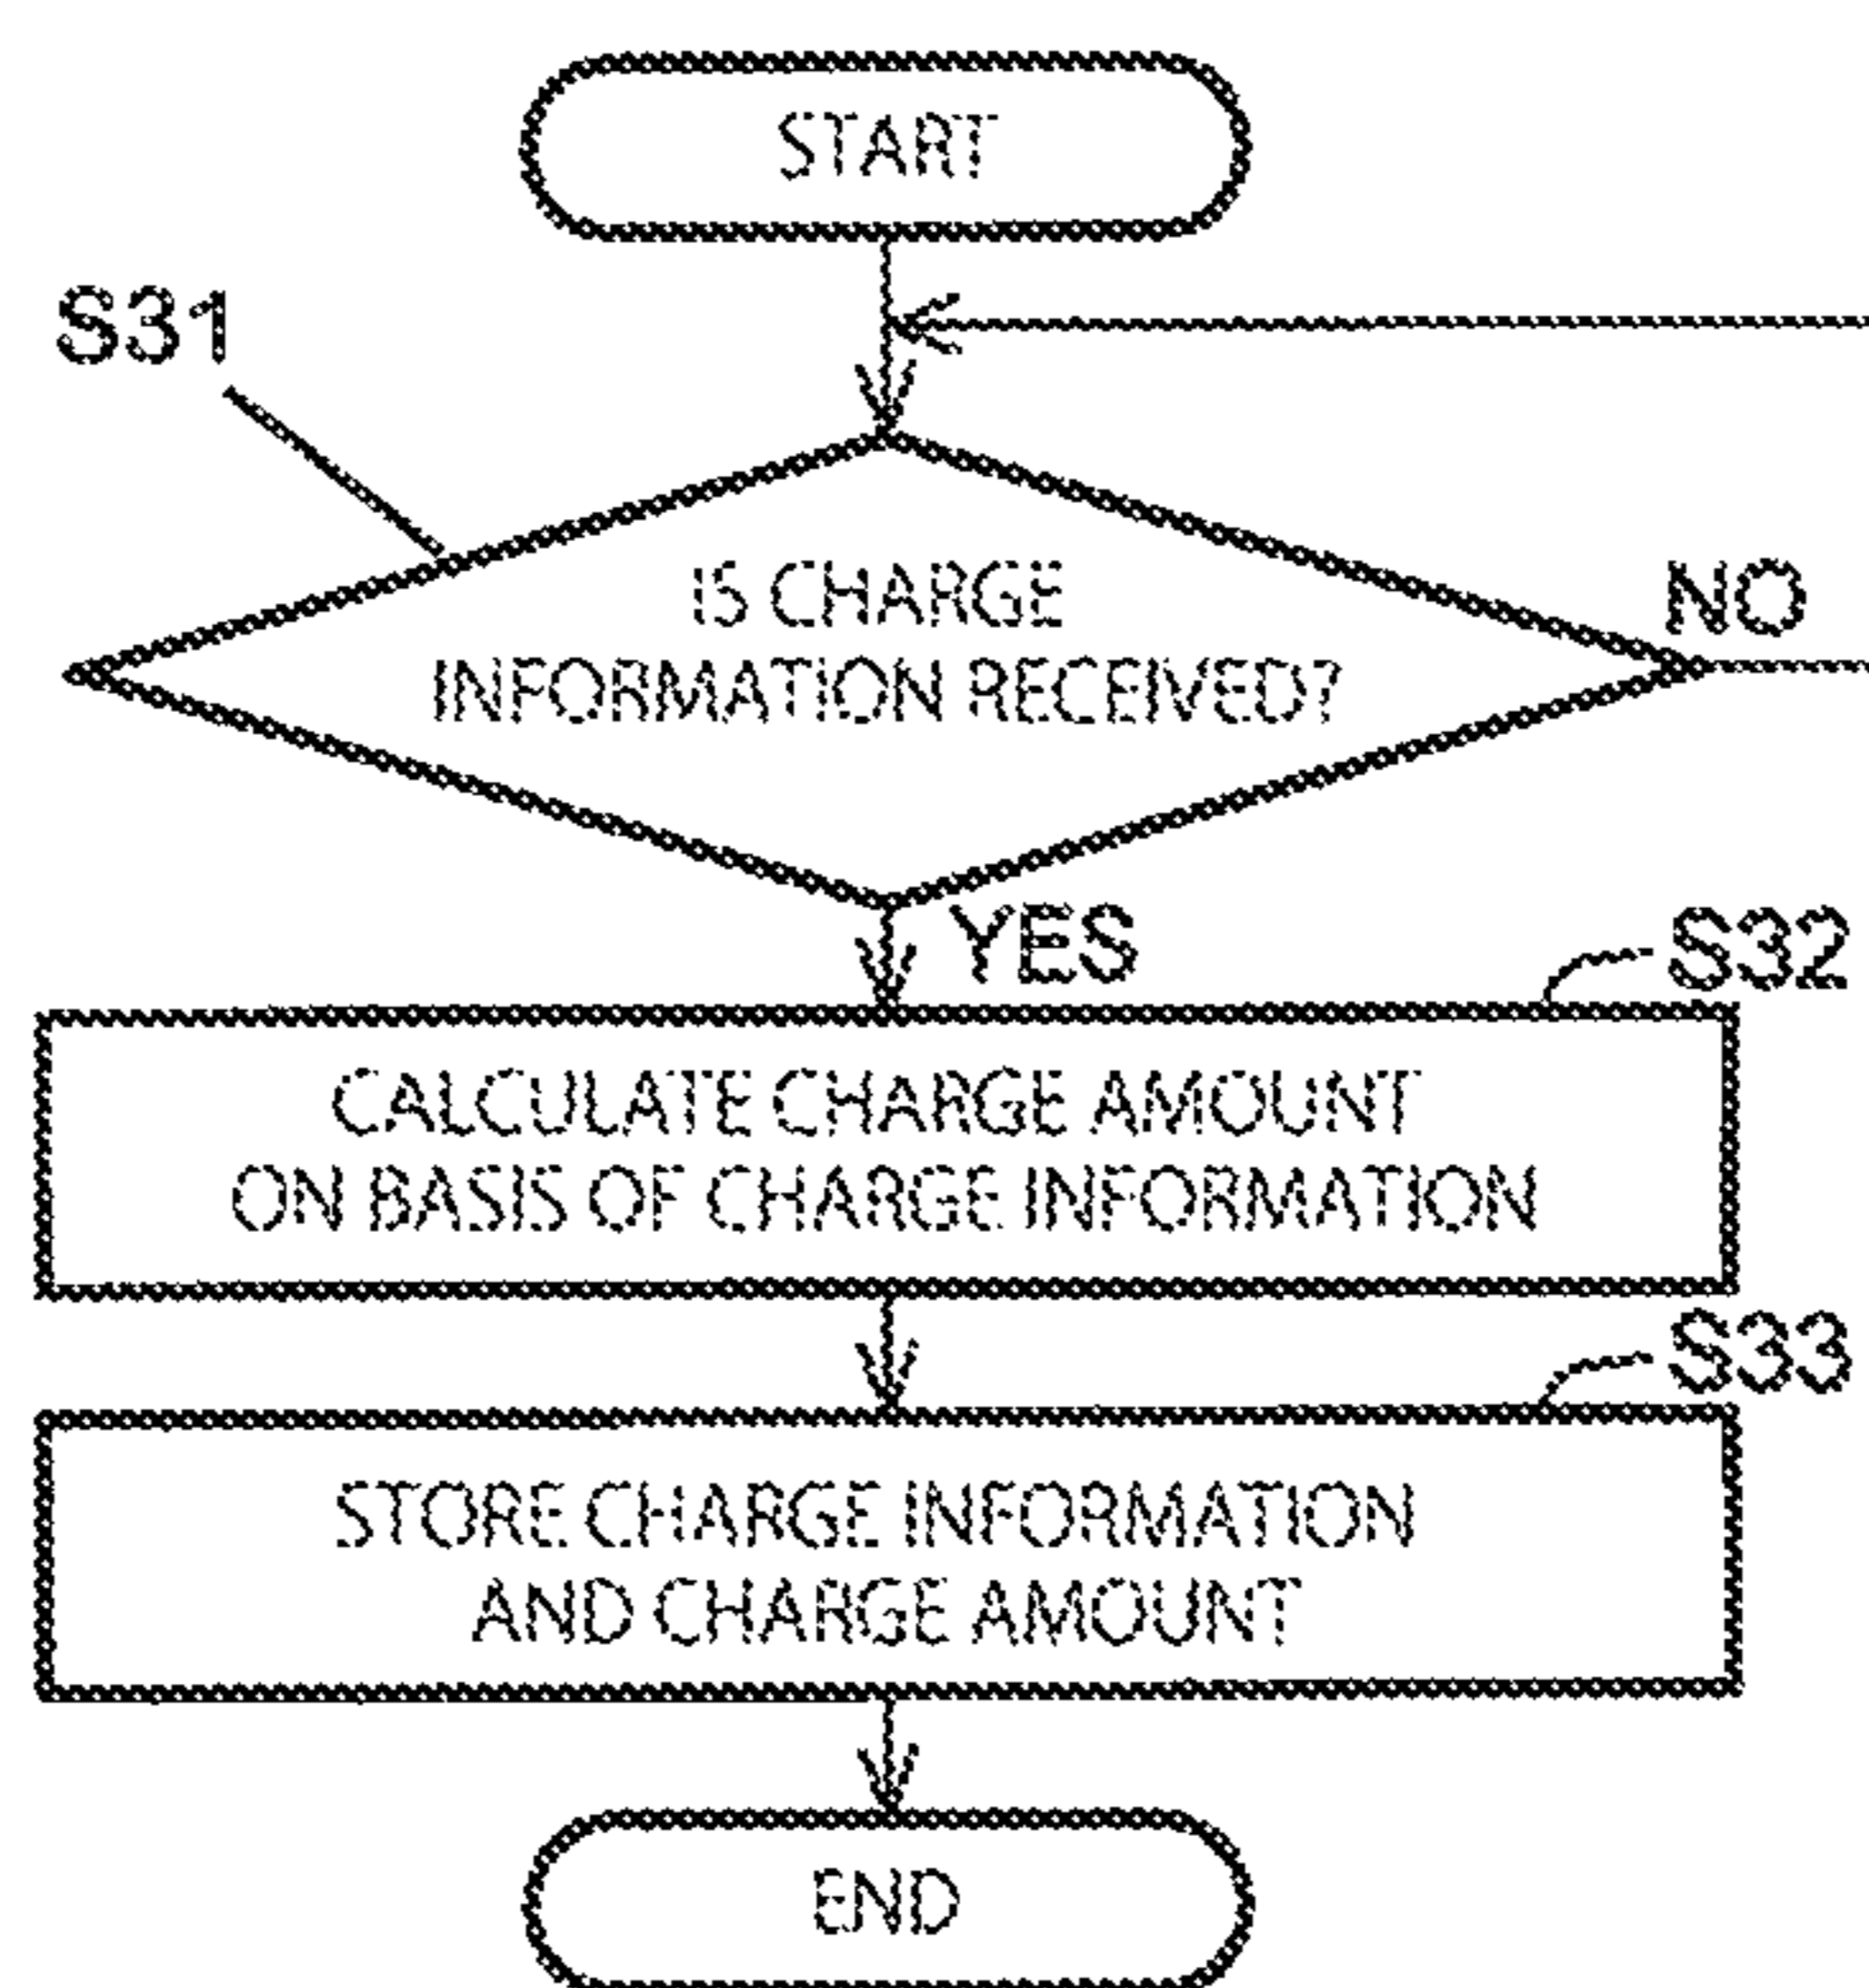 START
S31
IS CHARGE
INFORMATION RECEIVED?
NO
YES
S32
CALCULATE CHARGE AMOUNT
ON BASIS OF CHARGE INFORMATION
S33
STORE CHARGE INFORMATION
AND CHARGE AMOUNT
END